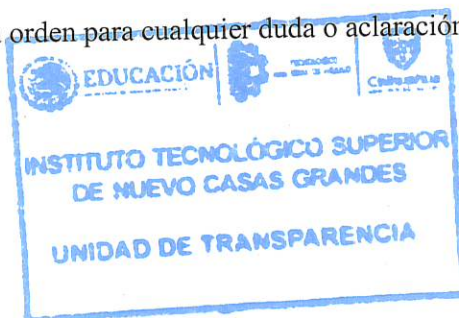 orden para cualquier duda o aclaración
EDUCACIÓN
INSTITUTO TECNOLÓGICO SUPERIOR
DE NUEVO CASAS GRANDES
UNIDAD DE TRANSPARENCIA